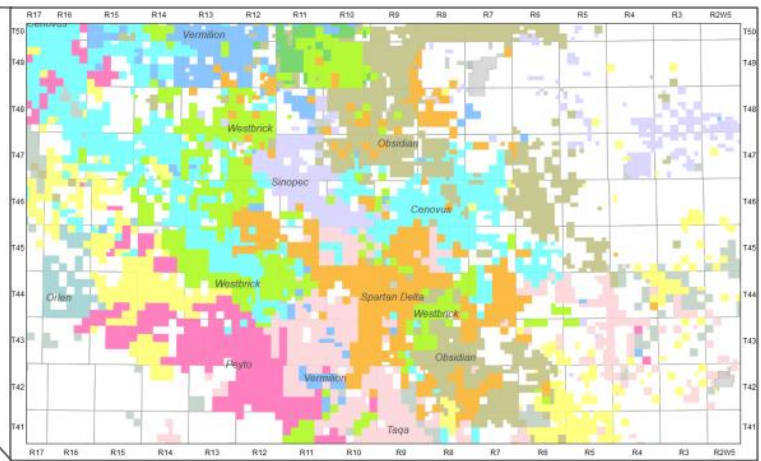 R17 R16 R15 R14 R13 R12 R11 R10 R9 R8 R7 R6 R5 R4 R3 R2W5
Cenovus
T50 Vermilion T50
T49 T49
T48 T48
Westbrick
Obsidian
T47 T47
Sinopec
T46 Cenovus T46
T45 T45
Westbrick
T44 Orlen Spartan Delta T44
Westbrick
T43 T43
Obsidian
Peyto
T42 Vermilion T42
T41 Taqa T41
R17 R16 R15 R14 R13 R12 R11 R10 R9 R8 R7 R6 R5 R4 R3 R2W5